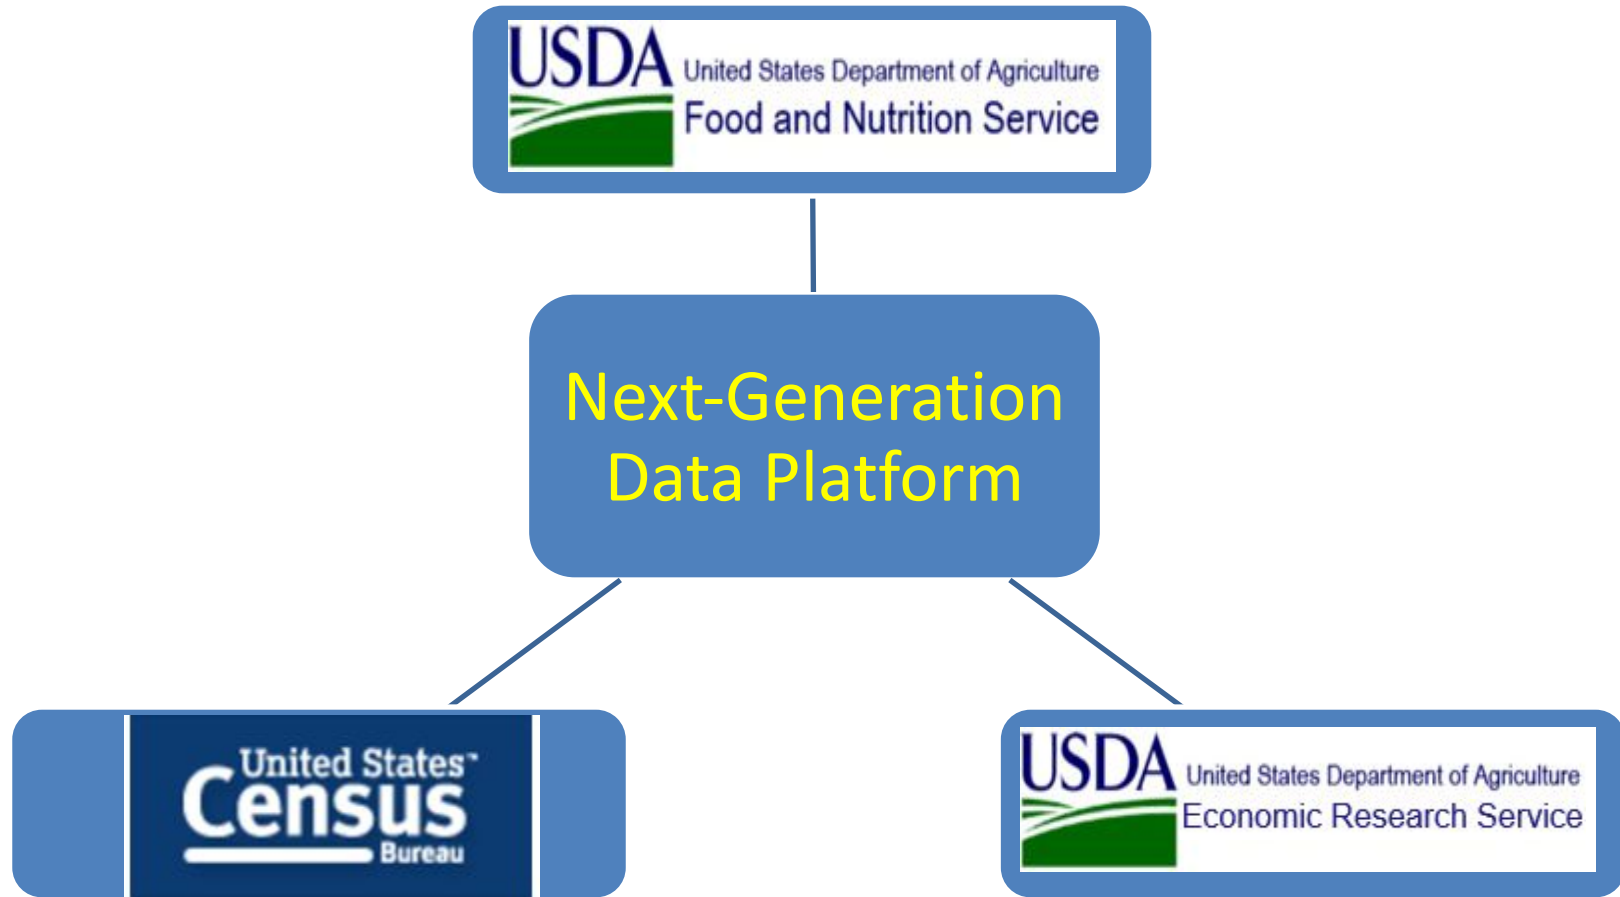 USDA
United States Department of Agriculture
Food and Nutrition Service
Next-Generation
Data Platform
United States™
Census
Bureau
USDA
United States Department of Agriculture
Economic Research Service